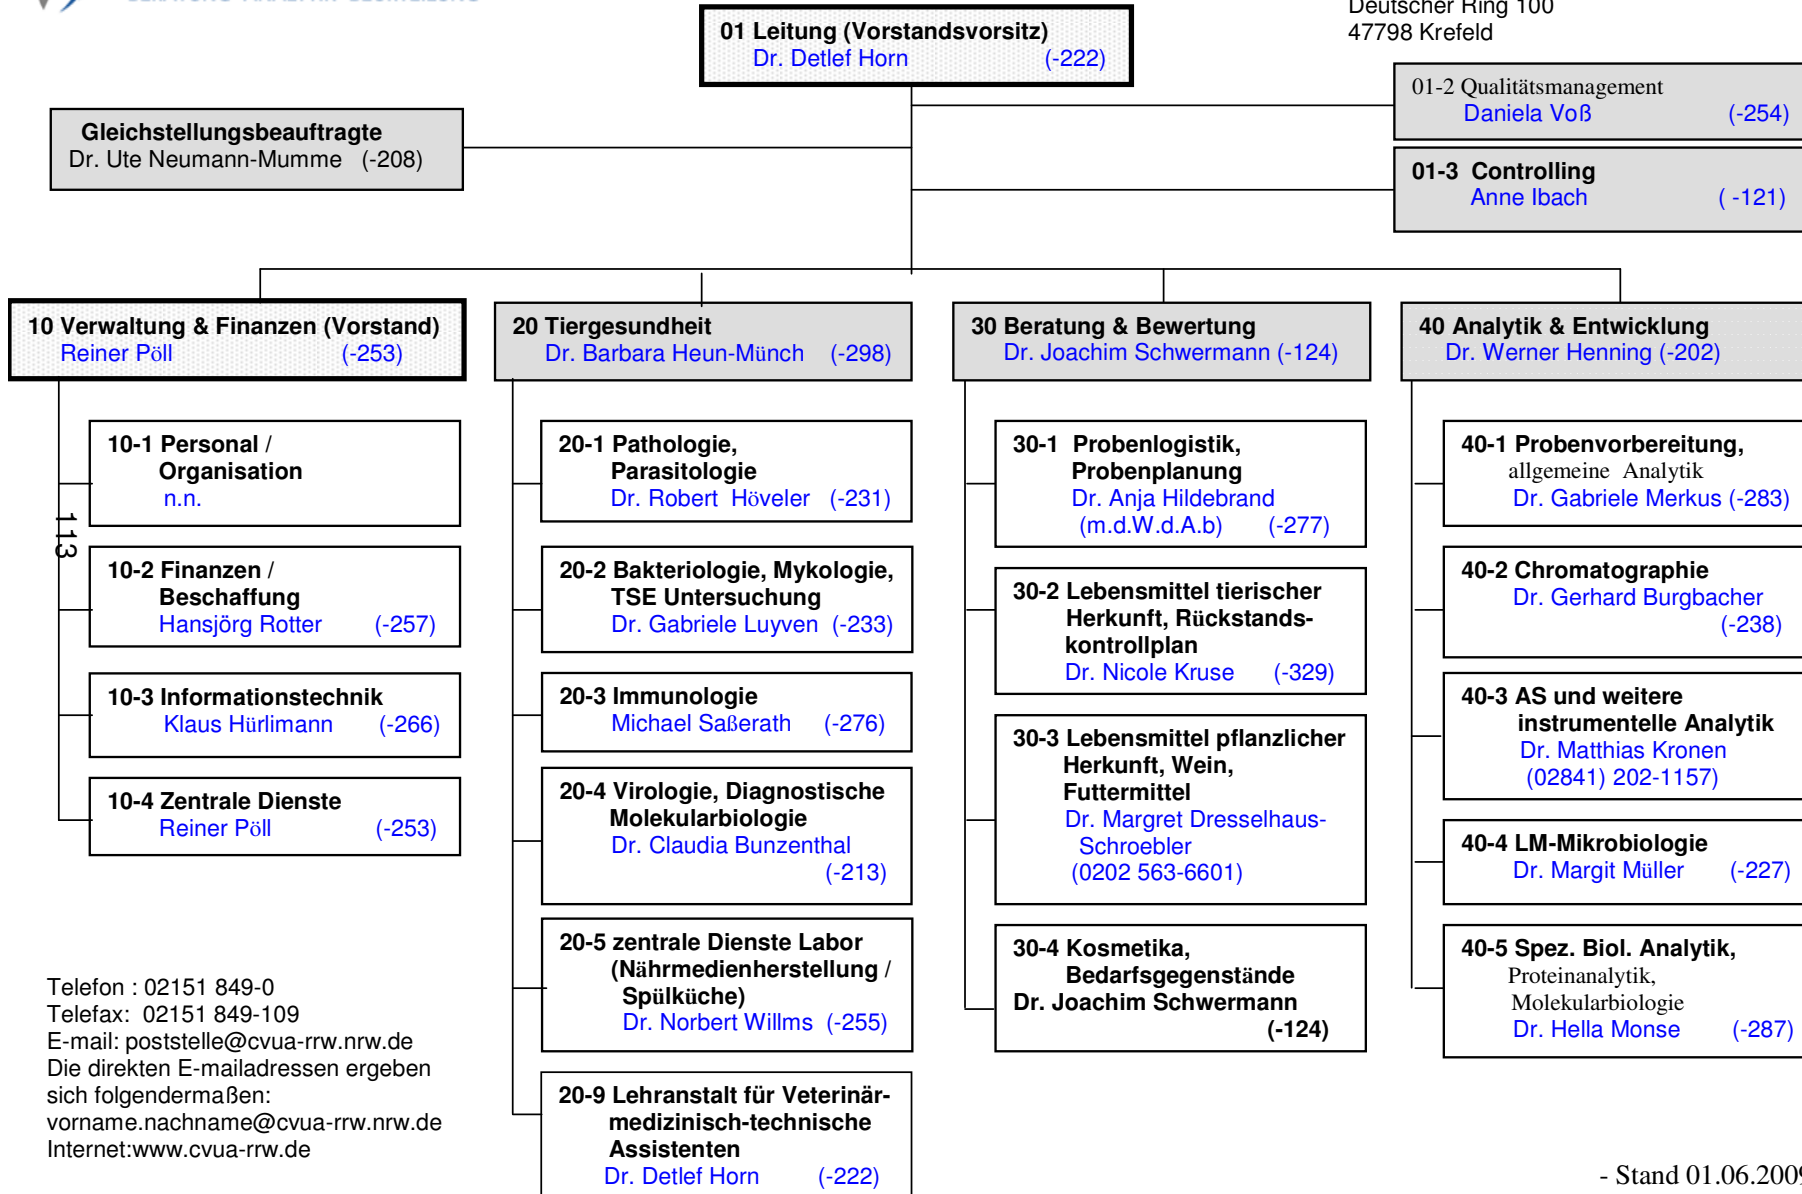 Deutscher Ring 100
47798 Krefeld
01 Leitung (Vorstandsvorsitz)
Dr. Detlef Horn (-222)
01-2 Qualitätsmanagement
Daniela Voß (-254)
Gleichstellungsbeauftragte
Dr. Ute Neumann-Mumme (-208)
01-3 Controlling
Anne Ibach ( -121)
10 Verwaltung & Finanzen (Vorstand)
Reiner Pöll (-253)
10-1 Personal /
Organisation
n.n.
113
10-2 Finanzen /
Beschaffung
Hansjörg Rotter (-257)
10-3 Informationstechnik
Klaus Hürlimann (-266)
10-4 Zentrale Dienste
Reiner Pöll (-253)
20 Tiergesundheit
Dr. Barbara Heun-Münch (-298)
20-1 Pathologie,
Parasitologie
Dr. Robert Höveler (-231)
20-2 Bakteriologie, Mykologie,
TSE Untersuchung
Dr. Gabriele Luyven (-233)
20-3 Immunologie
Michael Saßerath (-276)
20-4 Virologie, Diagnostische
Molekularbiologie
Dr. Claudia Bunzenthal
(-213)
20-5 zentrale Dienste Labor
(Nährmedienherstellung /
Spülküche)
Dr. Norbert Willms (-255)
20-9 Lehranstalt für Veterinär-
medizinisch-technische
Assistenten
Dr. Detlef Horn (-222)
30 Beratung & Bewertung
Dr. Joachim Schwermann (-124)
30-1 Probenlogistik,
Probenplanung
Dr. Anja Hildebrand
(m.d.W.d.A.b) (-277)
30-2 Lebensmittel tierischer
Herkunft, Rückstands-
kontrollplan
Dr. Nicole Kruse (-329)
30-3 Lebensmittel pflanzlicher
Herkunft, Wein,
Futtermittel
Dr. Margret Dresselhaus-
Schroebler
(0202 563-6601)
30-4 Kosmetika,
Bedarfsgegenstände
Dr. Joachim Schwermann
(-124)
40 Analytik & Entwicklung
Dr. Werner Henning (-202)
40-1 Probenvorbereitung,
allgemeine Analytik
Dr. Gabriele Merkus (-283)
40-2 Chromatographie
Dr. Gerhard Burgbacher
(-238)
40-3 AS und weitere
instrumentelle Analytik
Dr. Matthias Kronen
(02841) 202-1157)
40-4 LM-Mikrobiologie
Dr. Margit Müller (-227)
40-5 Spez. Biol. Analytik,
Proteinanalytik,
Molekularbiologie
Dr. Hella Monse (-287)
Telefon : 02151 849-0
Telefax: 02151 849-109
E-mail: poststelle@cvua-rrw.nrw.de
Die direkten E-mailadressen ergeben
sich folgendermaßen:
vorname.nachname@cvua-rrw.nrw.de
Internet:www.cvua-rrw.de
- Stand 01.06.2009